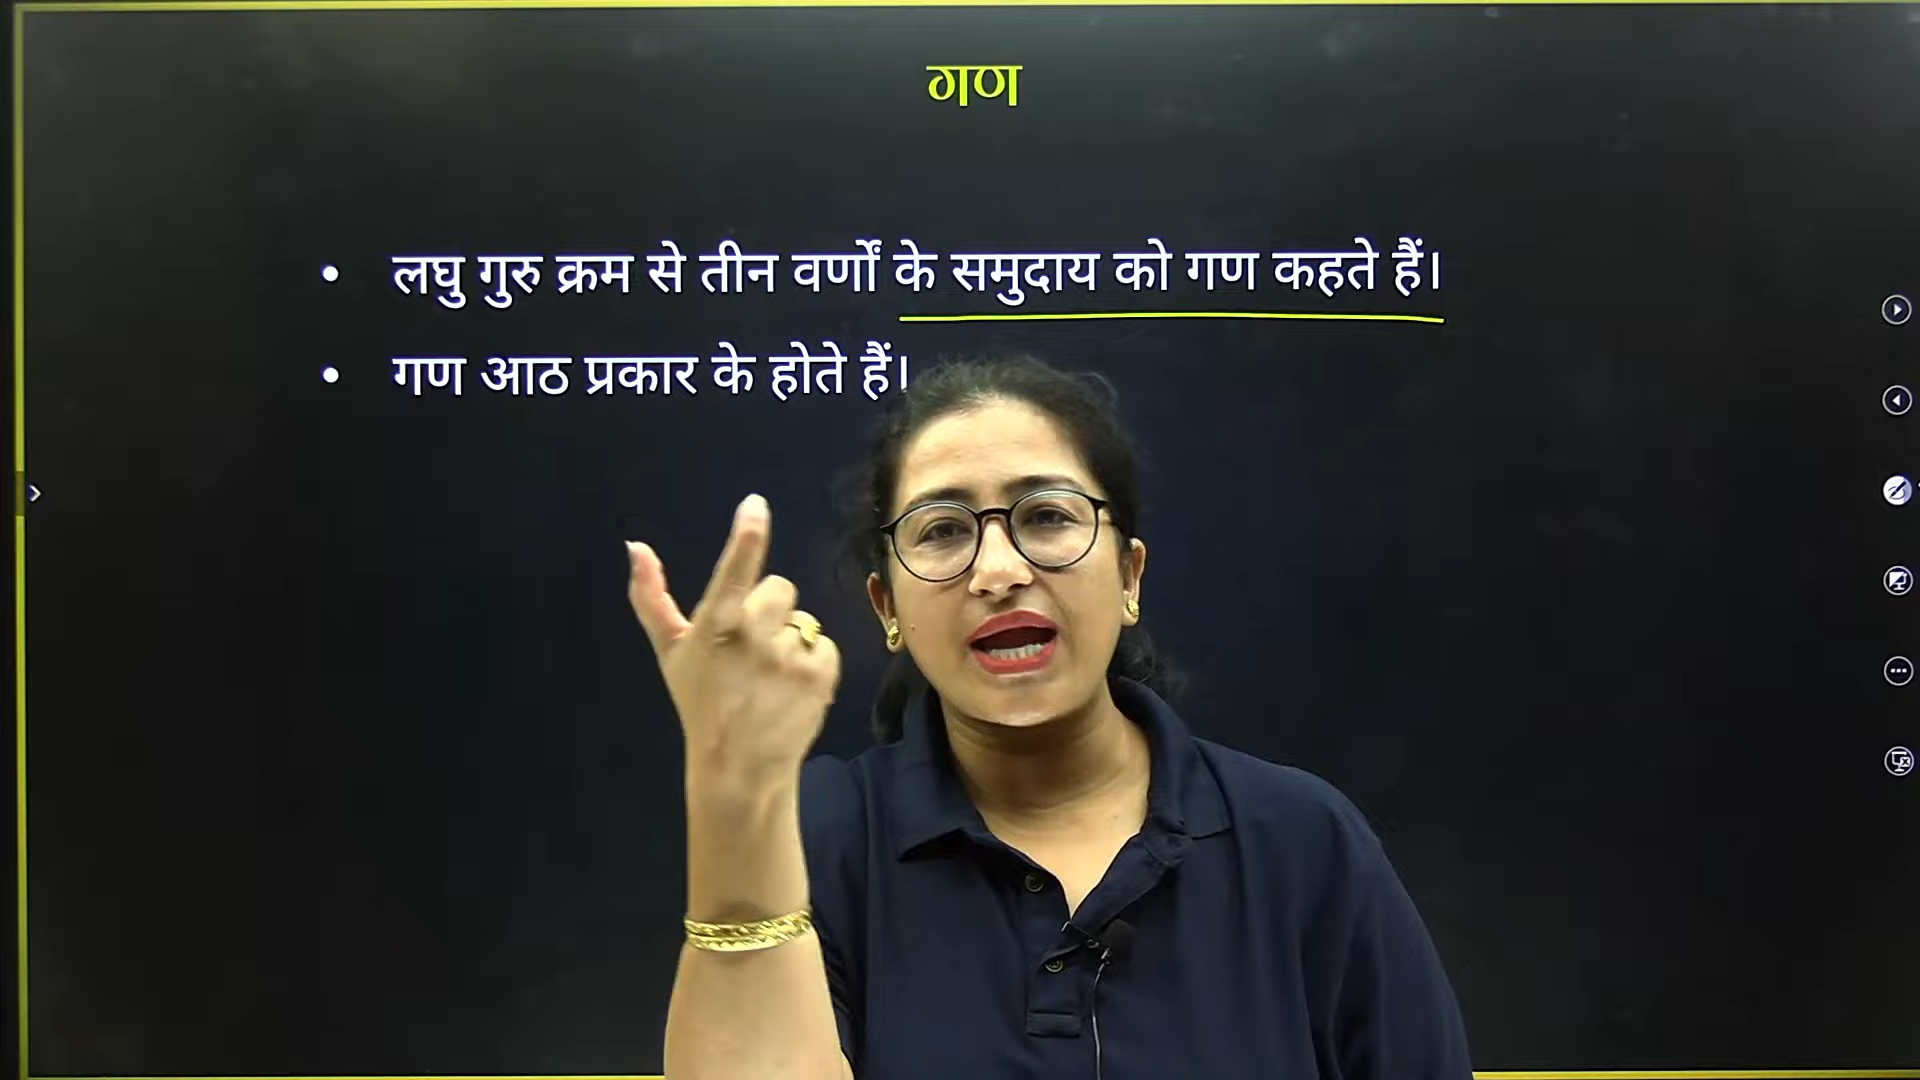 गण
• लघु गुरु क्रम से तीन वर्णों के समुदाय को गण कहते हैं।
• गण आठ प्रकार के होते हैं।